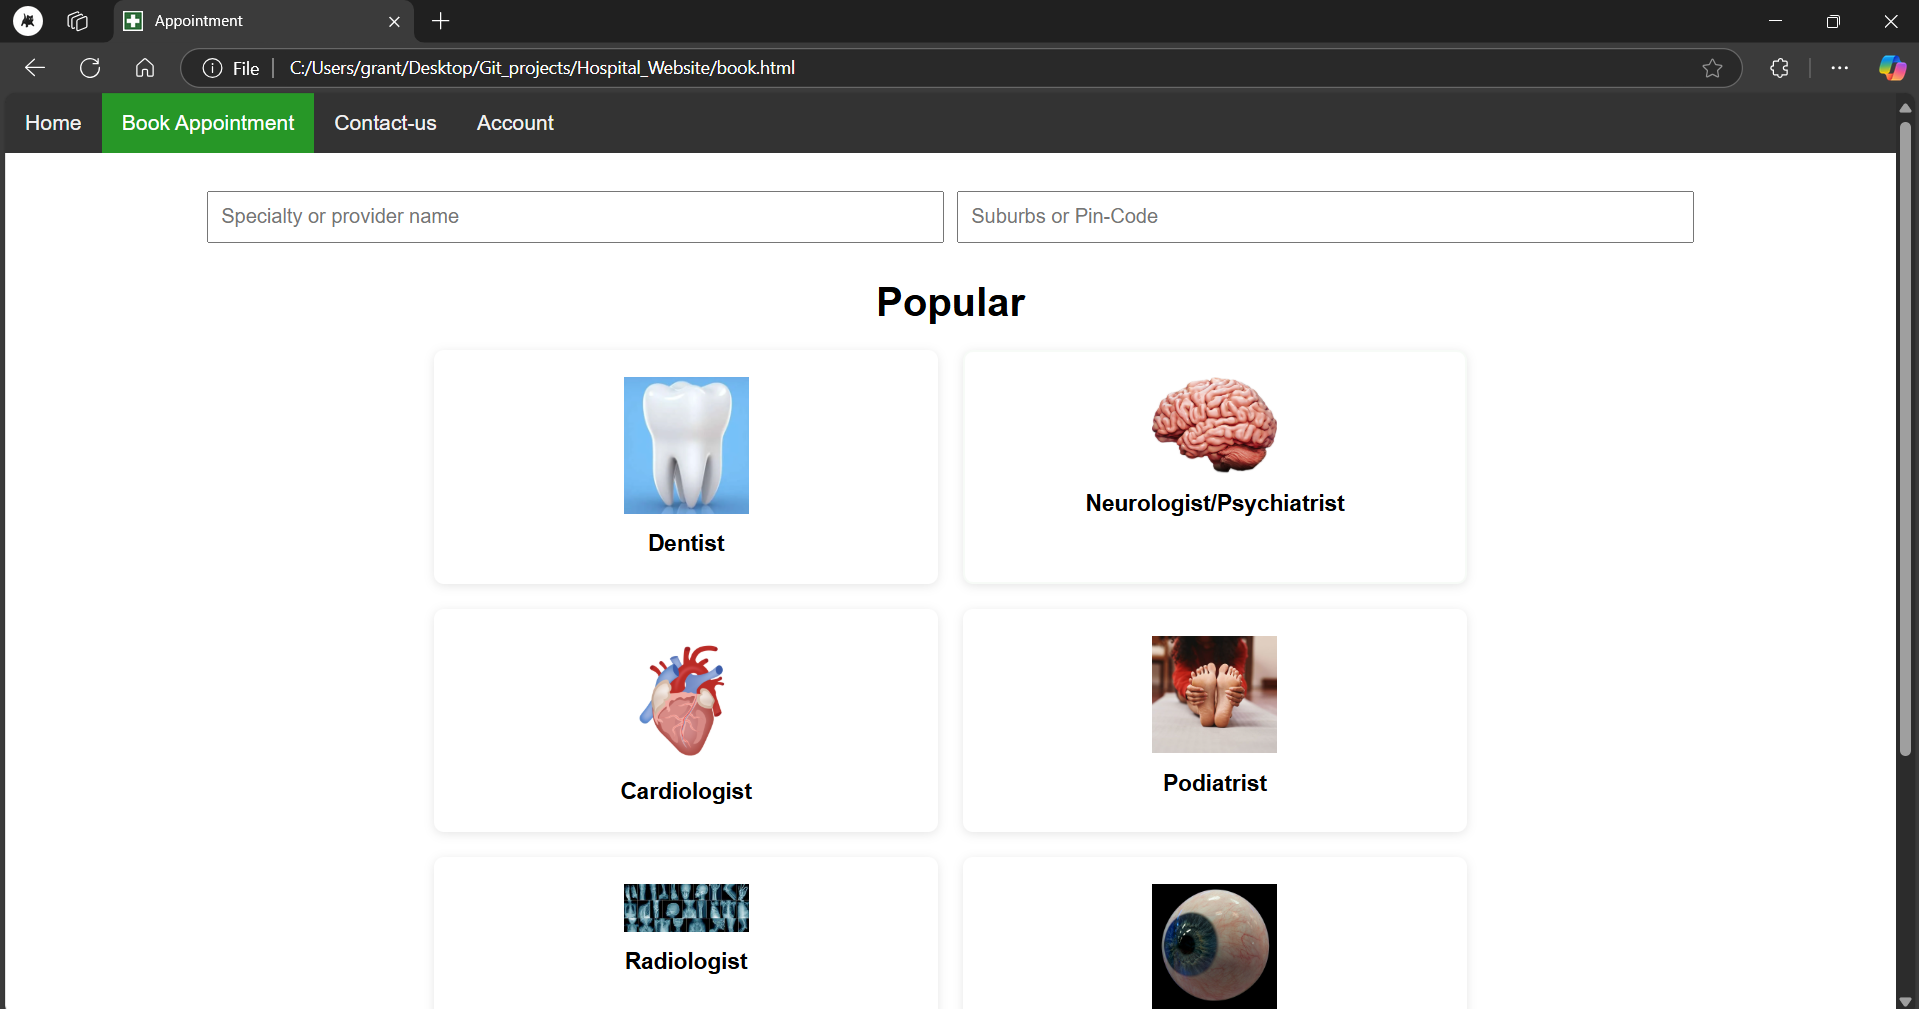 Appointment
File
C:/Users/grant/Desktop/Git_projects/Hospital_Website/book.html
Home Book Appointment Contact-us Account
Specialty or provider name Suburbs or Pin-Code
Popular
Dentist
Neurologist/Psychiatrist
Cardiologist
Podiatrist
Radiologist